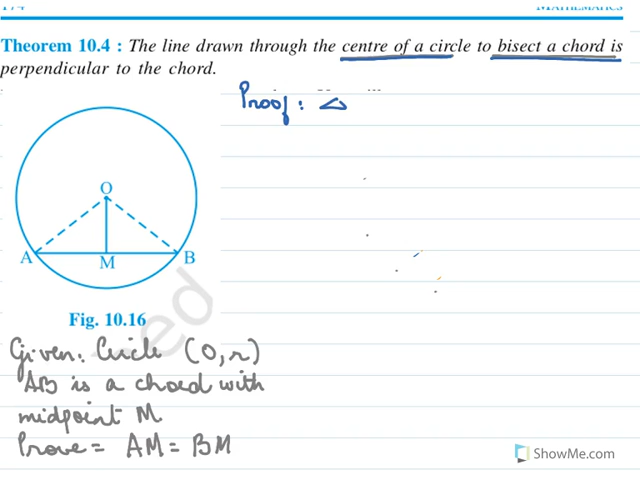 174 MATHEMATICS
Theorem 10.4 : The line drawn through the centre of a circle to bisect a chord is
perpendicular to the chord.
Proof : △
O
A M B
Fig. 10.16
Given: Circle (O, r)
AB is a chord with
midpoint M
Prove = AM = BM
ShowMe.com